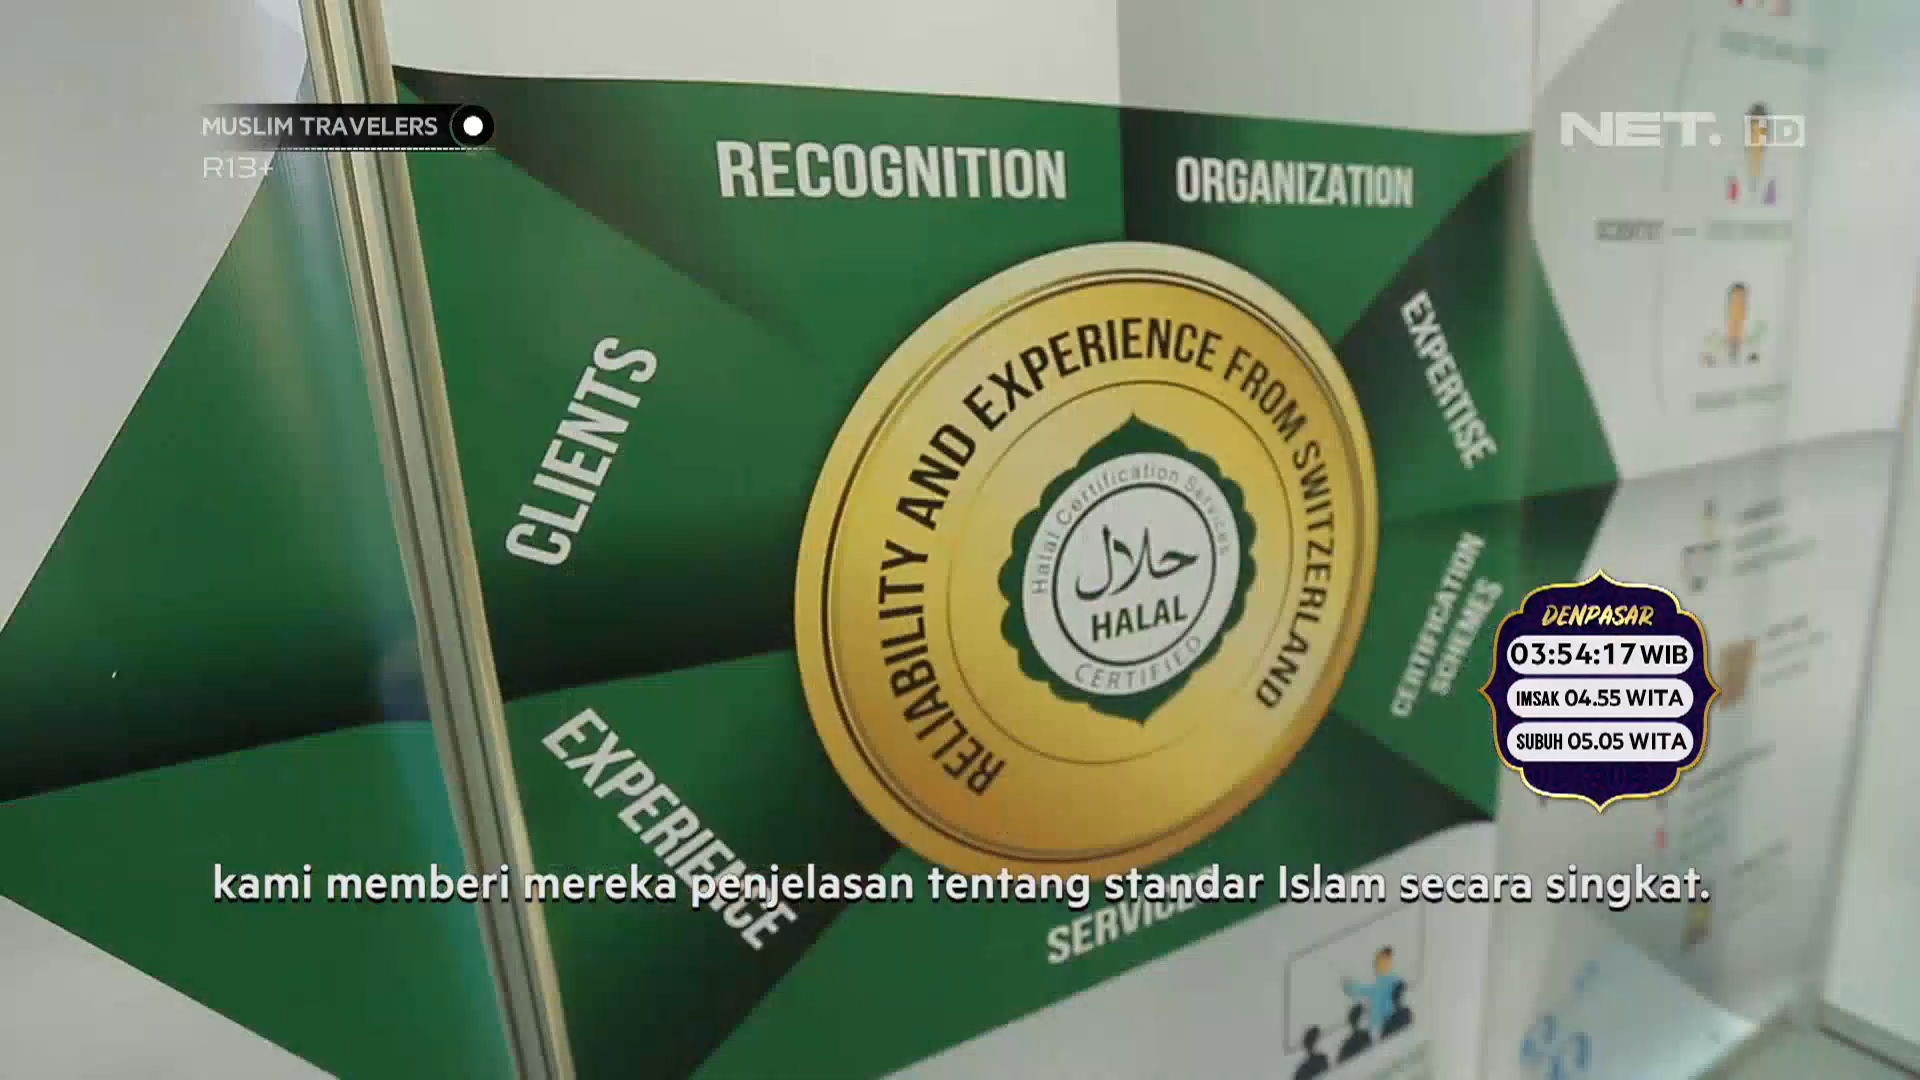 MUSLIM TRAVELERS
R13+
NET. HD
RECOGNITION
ORGANIZATION
EXPERTISE
CERTIFICATION
SCHEMES
CLIENTS
EXPERIENCE
RELIABILITY AND EXPERIENCE FROM SWITZERLAND
Halal Certification Services
حلال
HALAL
CERTIFIED
DENPASAR
03:54:17 WIB
IMSAK 04.55 WITA
SUBUH 05.05 WITA
kami memberi mereka penjelasan tentang standar Islam secara singkat.